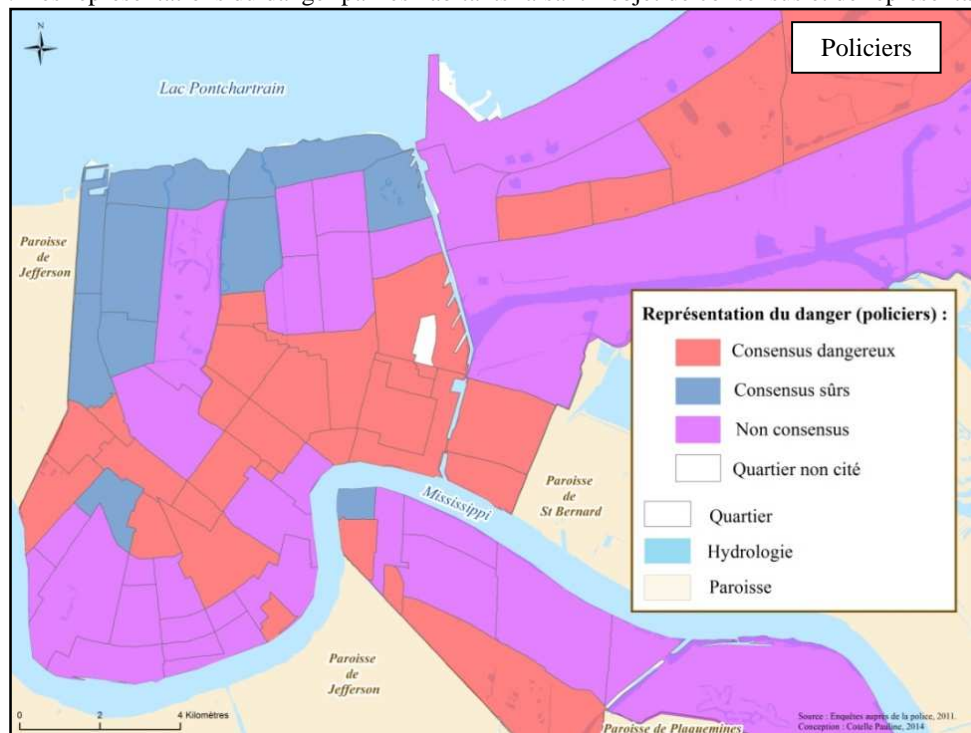 Policiers
N
Lac Pontchartrain
Paroisse
de
Jefferson
Représentation du danger (policiers) :
Consensus dangereux
Consensus sûrs
Non consensus
Quartier non cité
Quartier
Hydrologie
Paroisse
Mississippi
Paroisse
de
St Bernard
Paroisse
de
Jefferson
Paroisse de Plaquemines
0 2 4 Kilomètres
Source : Enquêtes auprès de la police, 2011.
Conception : Cotelle Pauline, 2014